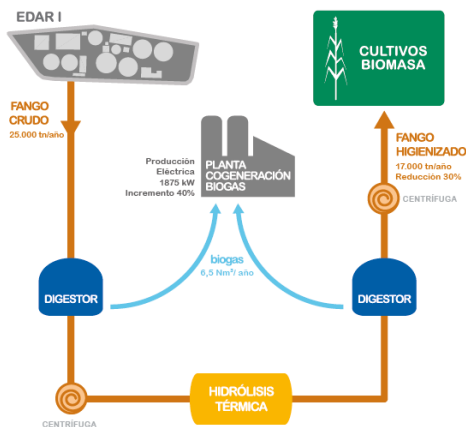 EDAR I
FANGO
CRUDO
25.000 tn/año
Producción
Eléctrica
1875 kW
Incremento 40%
PLANTA
COGENERACIÓN
BIOGAS
CULTIVOS
BIOMASA
FANGO
HIGIENIZADO
17.000 tn/año
Reducción 30%
CENTRÍFUGA
biogas
6,5 Nm³/ año
DIGESTOR
DIGESTOR
HIDRÓLISIS
TÉRMICA
CENTRÍFUGA